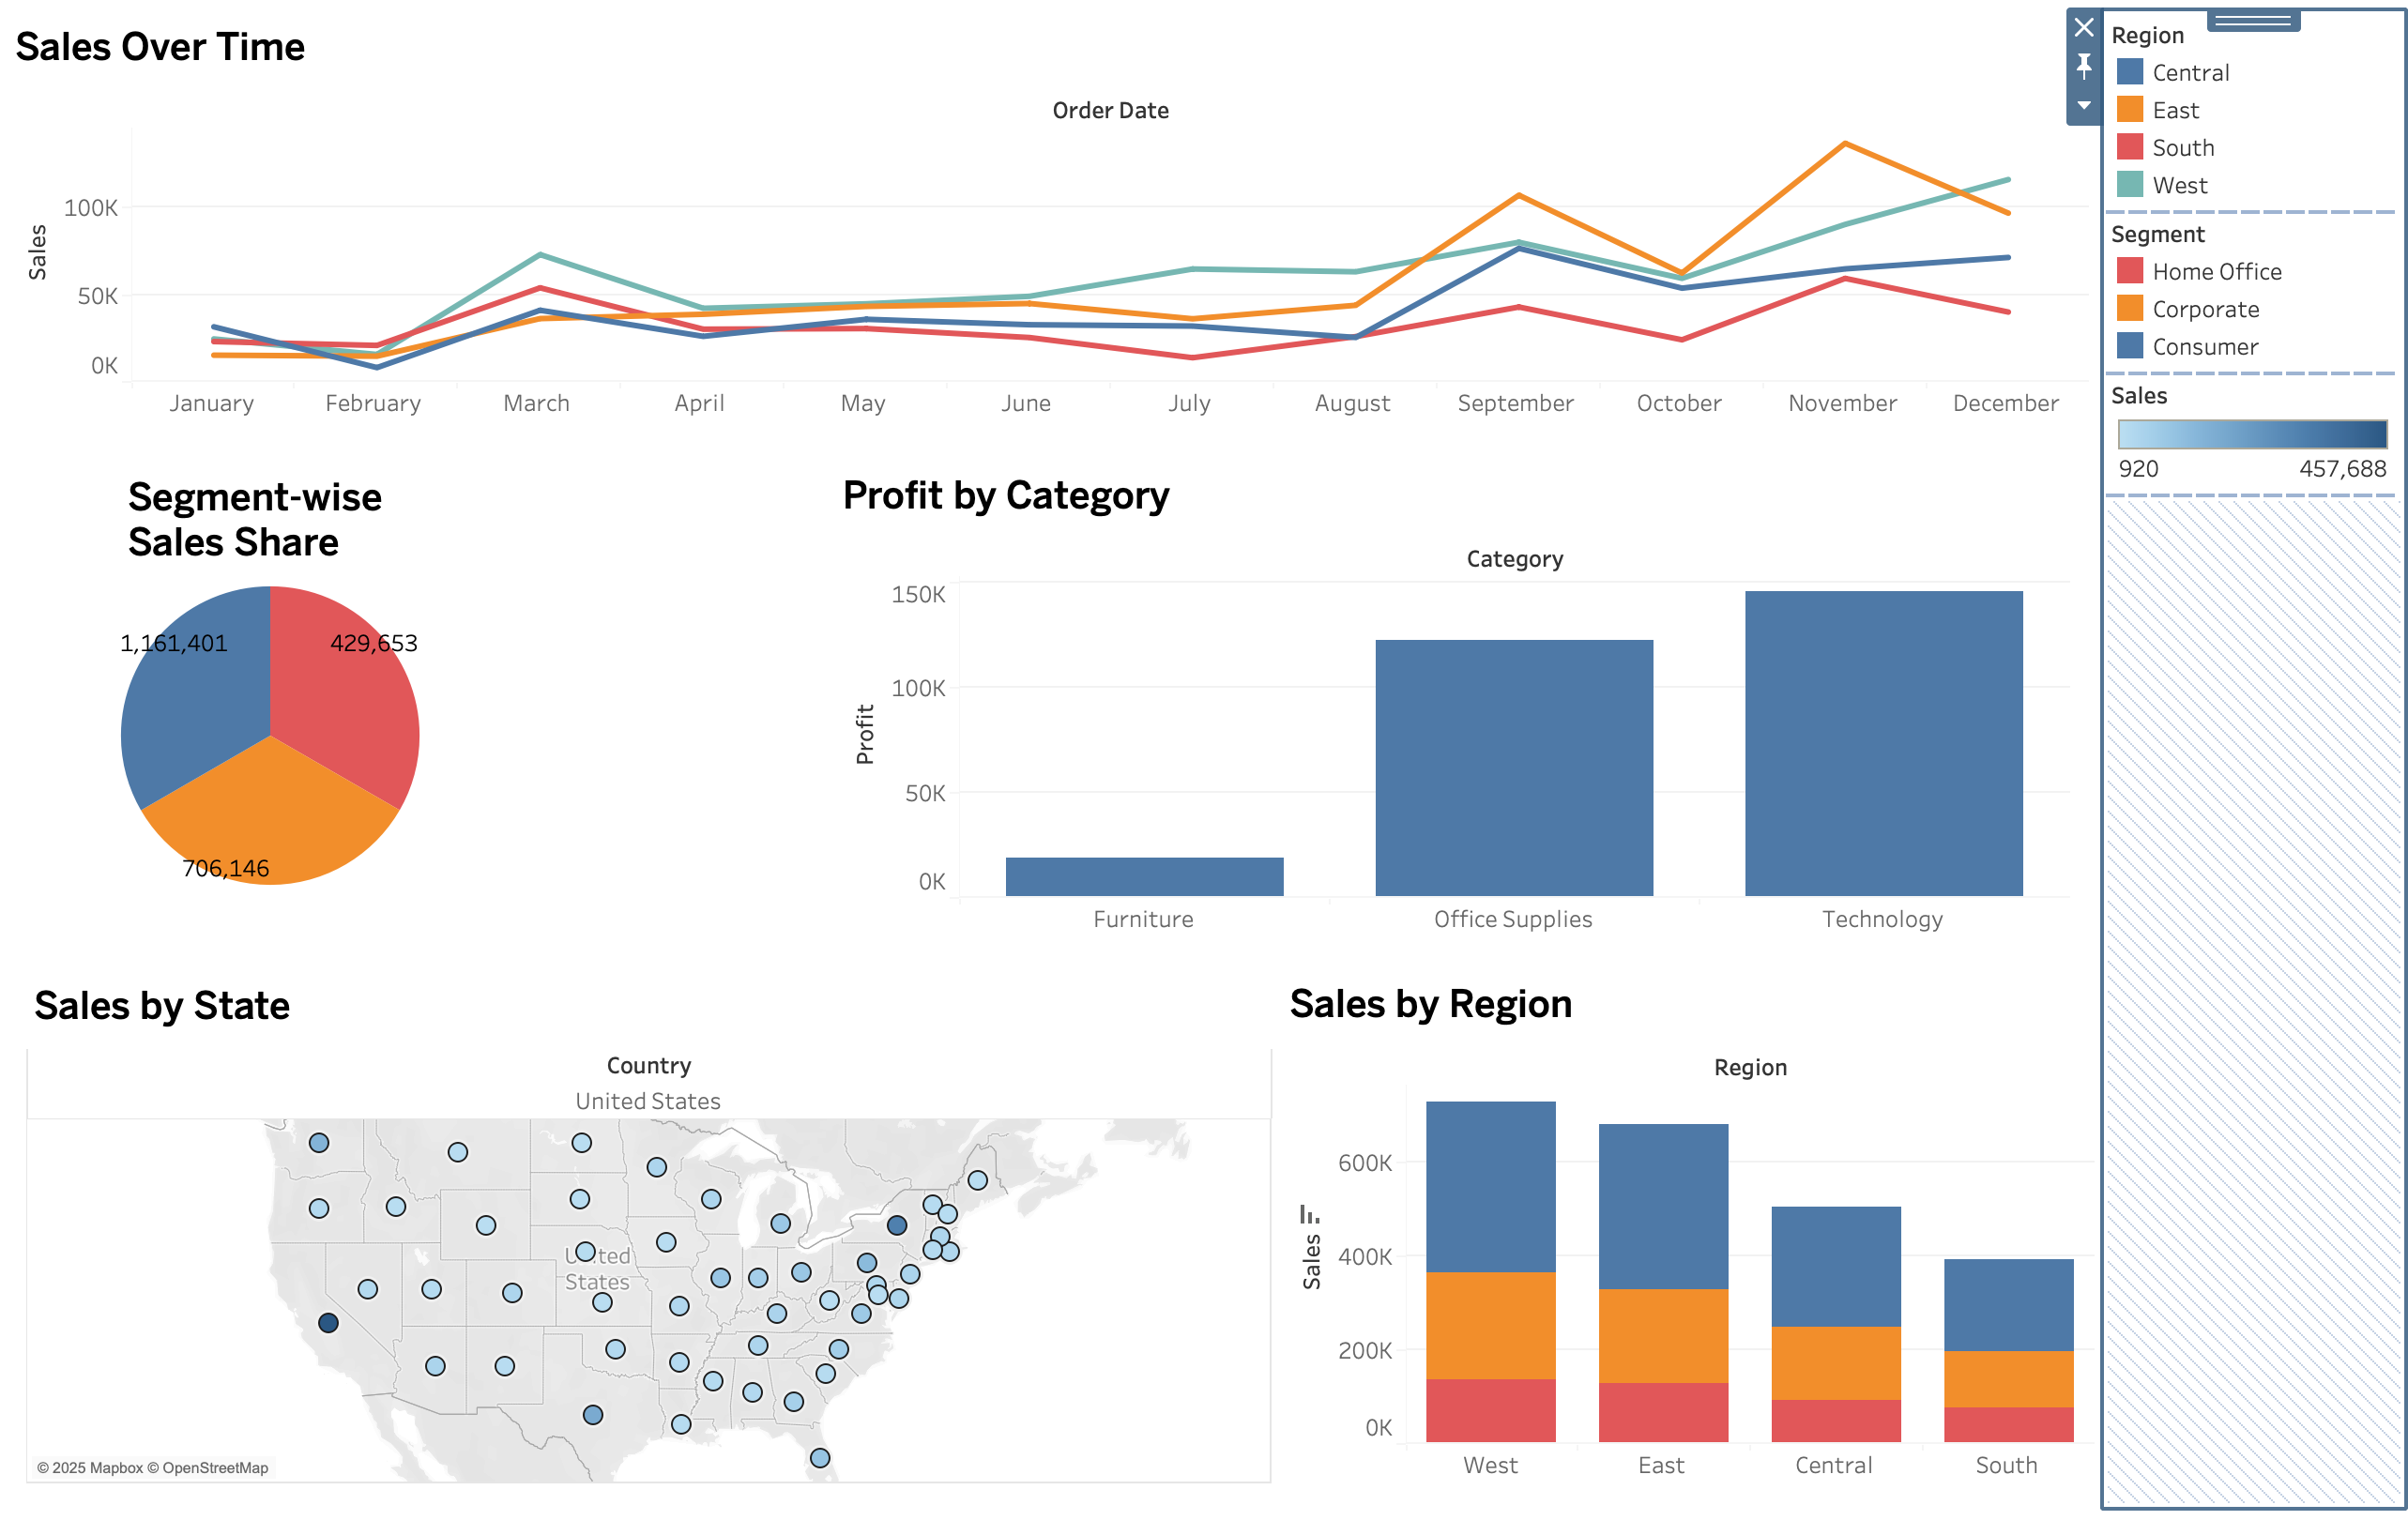 Sales Over Time
Order Date
Sales
100K
50K
0K
January February March April May June July August September October November December
Region
Central
East
South
West
Segment
Home Office
Corporate
Consumer
Sales
920 457,688
Segment-wise
Sales Share
1,161,401 429,653
706,146
Profit by Category
Category
Profit
150K
100K
50K
0K
Furniture Office Supplies Technology
Sales by State
Country
United States
United
States
© 2025 Mapbox © OpenStreetMap
Sales by Region
Region
Sales
600K
400K
200K
0K
West East Central South